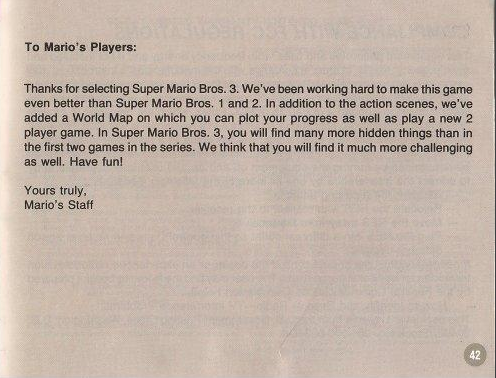 COMPLIANCE WITH FCC REGULATIONS
To Mario's Players:
Thanks for selecting Super Mario Bros. 3. We've been working hard to make this game
even better than Super Mario Bros. 1 and 2. In addition to the action scenes, we've
added a World Map on which you can plot your progress as well as play a new 2
player game. In Super Mario Bros. 3, you will find many more hidden things than in
the first two games in the series. We think that you will find it much more challenging
as well. Have fun!
Yours truly,
Mario's Staff
42